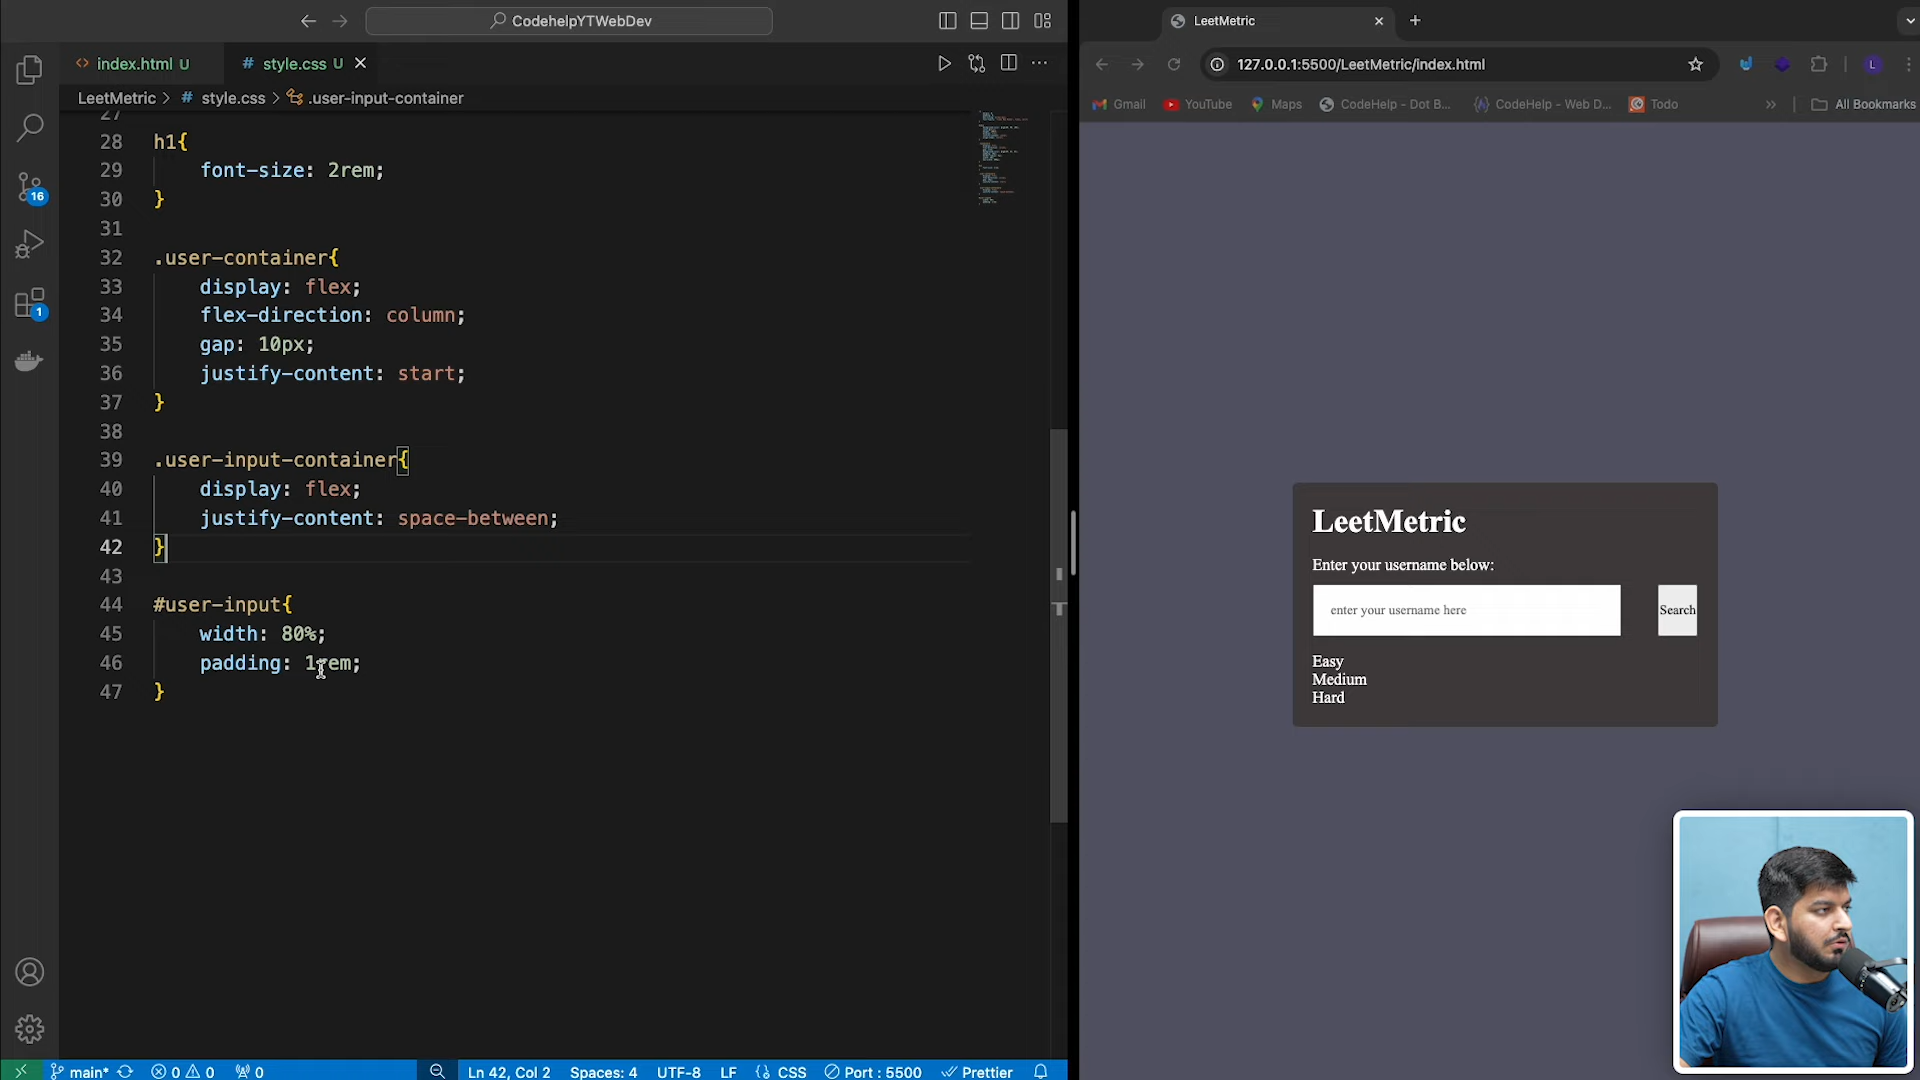 CodehelpYTWebDev
index.html U
# style.css U
LeetMetric > # style.css > .user-input-container
27
28 h1{
29 font-size: 2rem;
30 }
31
32 .user-container{
33 display: flex;
34 flex-direction: column;
35 gap: 10px;
36 justify-content: start;
37 }
38
39 .user-input-container{
40 display: flex;
41 justify-content: space-between;
42 }
43
44 #user-input{
45 width: 80%;
46 padding: 1rem;
47 }
16
1
main* 0 0 0 Ln 42, Col 2 Spaces: 4 UTF-8 LF {} CSS Port : 5500 Prettier
LeetMetric
127.0.0.1:5500/LeetMetric/index.html
L
Gmail YouTube Maps CodeHelp - Dot B... CodeHelp - Web D... Todo >> All Bookmarks
LeetMetric
Enter your username below:
enter your username here Search
Easy
Medium
Hard